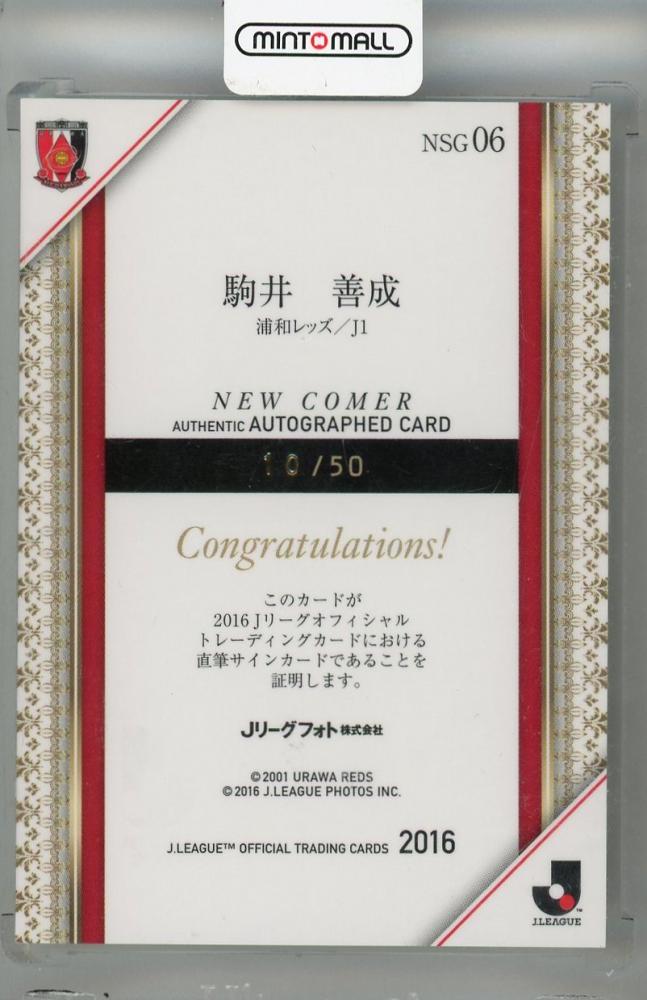 MINTMALL
NSG06
駒井　善成
浦和レッズ／J1
NEW COMER
AUTHENTIC AUTOGRAPHED CARD
10/50
Congratulations!
このカードが
2016 Jリーグオフィシャル
トレーディングカードにおける
直筆サインカードであることを
証明します。
Jリーグフォト株式会社
©2001 URAWA REDS
©2016 J.LEAGUE PHOTOS INC.
J.LEAGUE™ OFFICIAL TRADING CARDS 2016
J.LEAGUE™